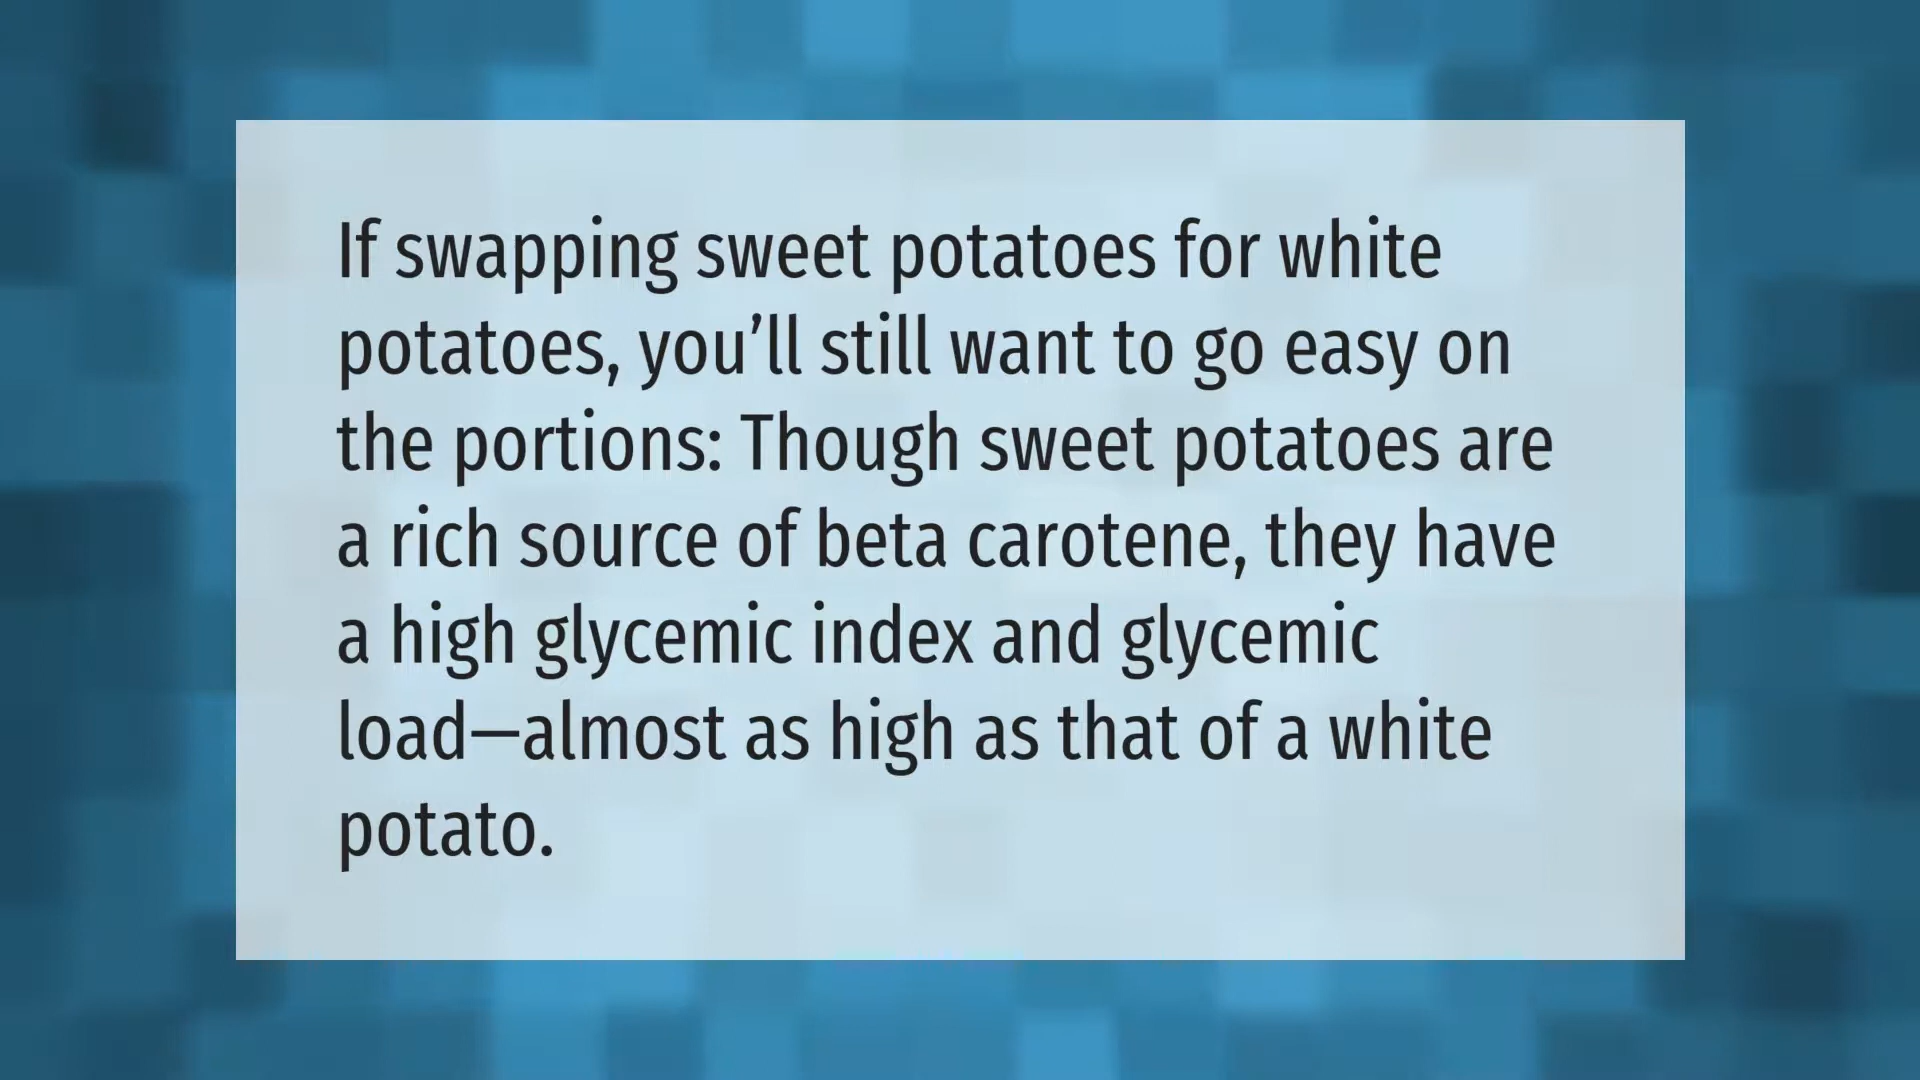 If swapping sweet potatoes for white
potatoes, you’ll still want to go easy on
the portions: Though sweet potatoes are
a rich source of beta carotene, they have
a high glycemic index and glycemic
load—almost as high as that of a white
potato.